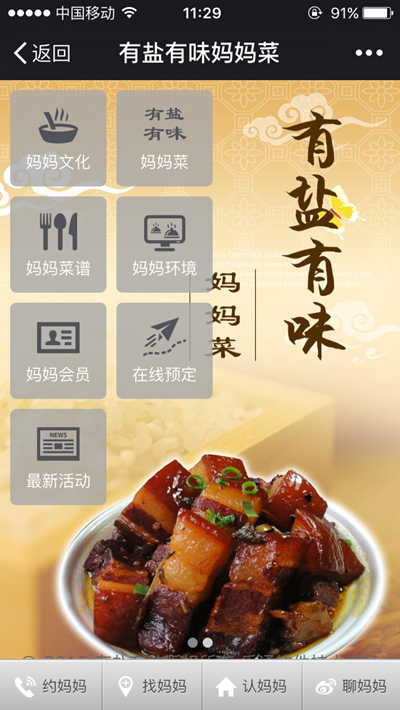 中国移动
11:29
91%
返回
有盐有味妈妈菜
有盐
有味
妈妈文化
妈妈菜
妈妈菜谱
妈妈环境
妈妈会员
在线预定
NEWS
最新活动
有盐有味
妈妈菜
约妈妈
找妈妈
认妈妈
聊妈妈